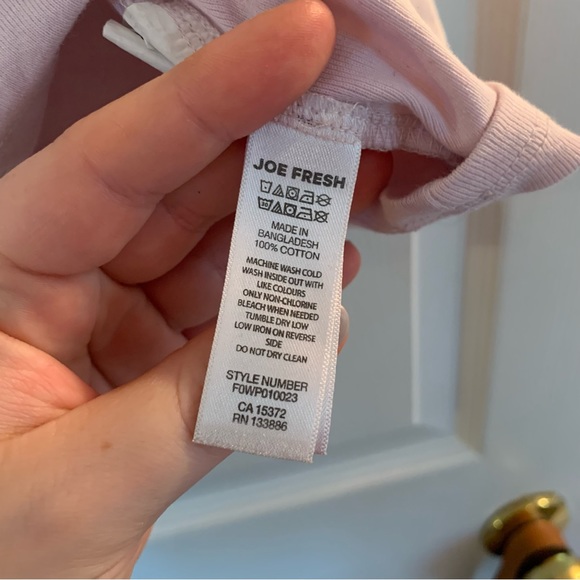 JOE FRESH
MADE IN
BANGLADESH
100% COTTON
MACHINE WASH COLD
WASH INSIDE OUT WITH
LIKE COLOURS
ONLY NON-CHLORINE
BLEACH WHEN NEEDED
TUMBLE DRY LOW
LOW IRON ON REVERSE
SIDE
DO NOT DRY CLEAN
STYLE NUMBER
F0WP010023
CA 15372
RN 133886